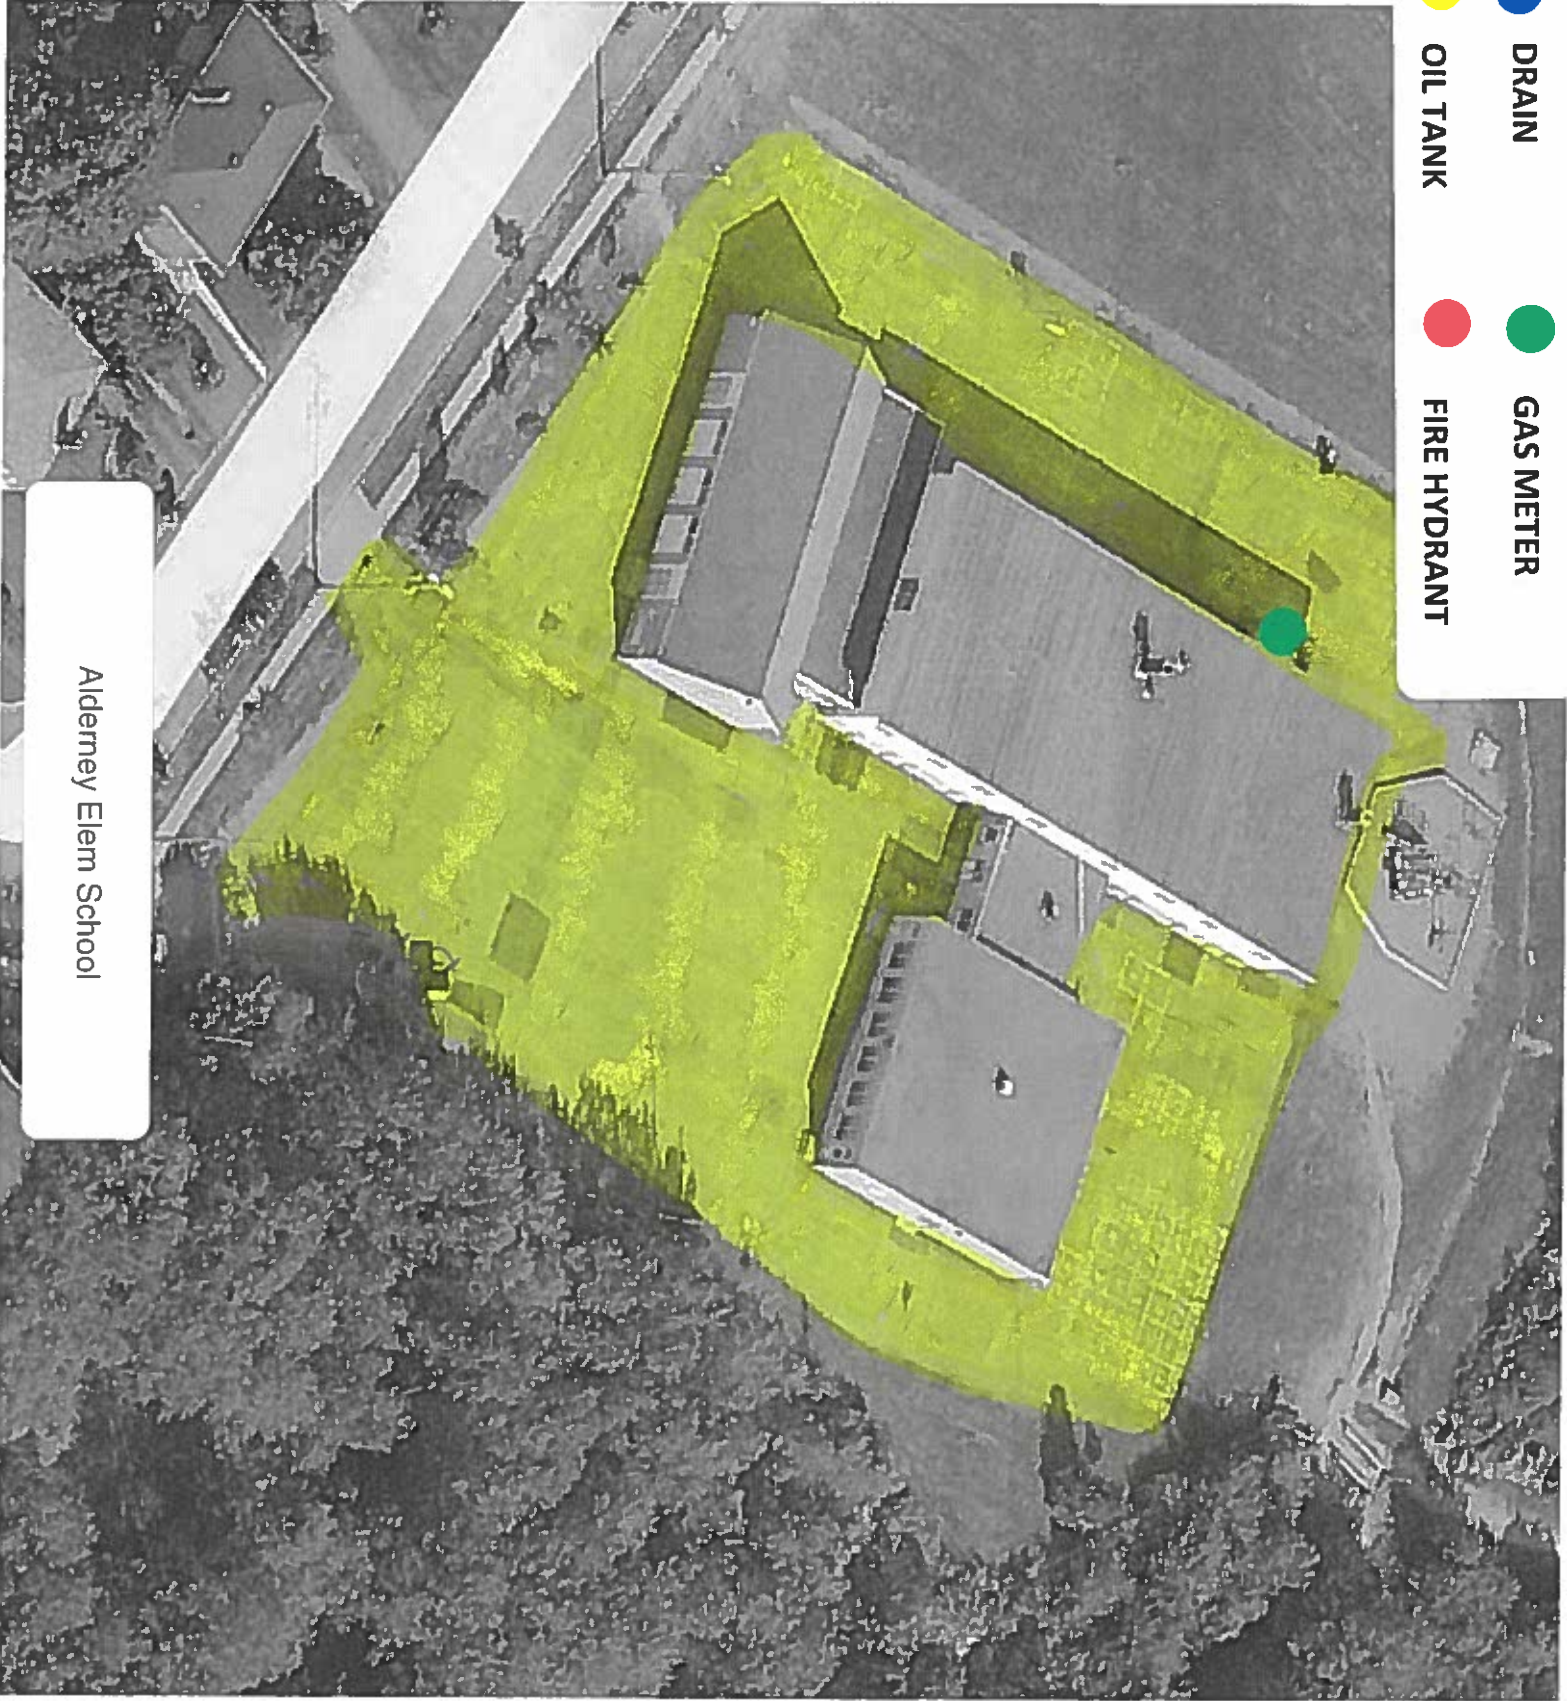 DRAIN
GAS METER
OIL TANK
FIRE HYDRANT
Alderney Elem School